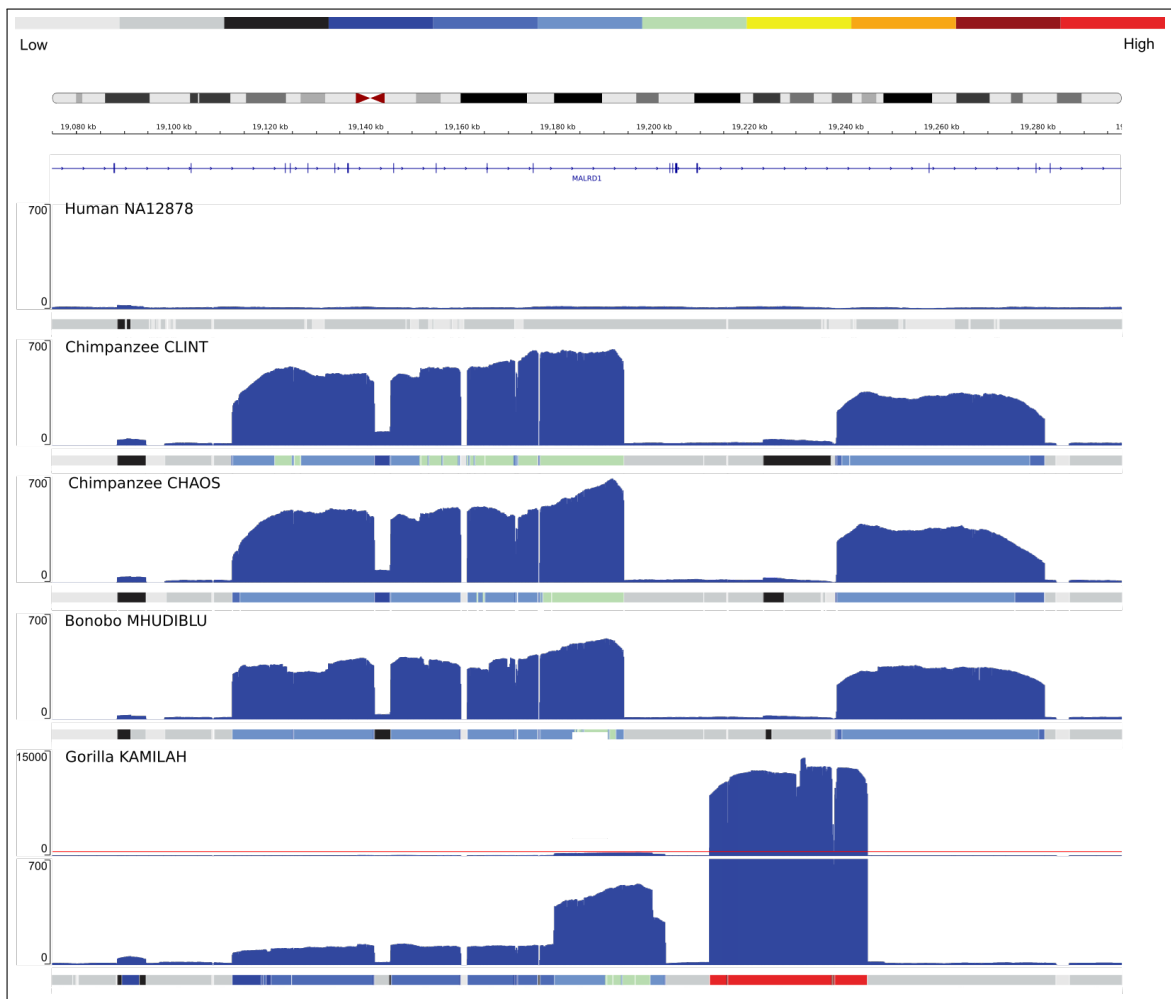 Low High
19,080 kb 19,100 kb 19,120 kb 19,140 kb 19,160 kb 19,180 kb 19,200 kb 19,220 kb 19,240 kb 19,260 kb 19,280 kb 19
MALRD1
700
Human NA12878
0
700
Chimpanzee CLINT
0
700
Chimpanzee CHAOS
0
700
Bonobo MHUDIBLU
0
15000
Gorilla KAMILAH
0
700
0